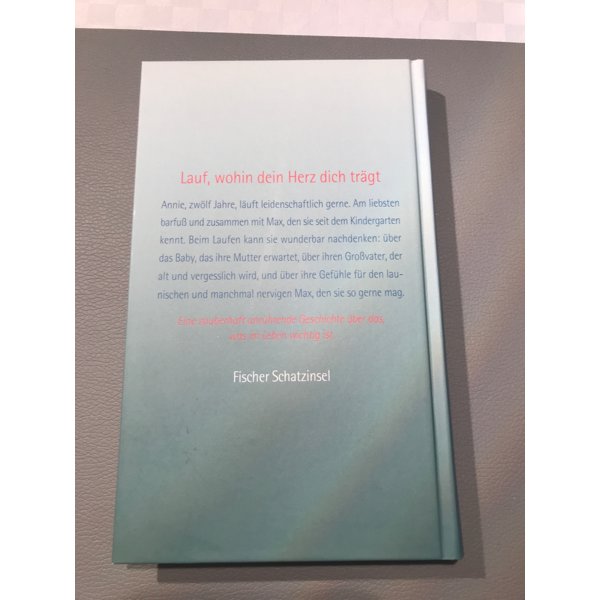 Lauf, wohin dein Herz dich trägt
Annie, zwölf Jahre, läuft leidenschaftlich gerne. Am liebsten
barfuß und zusammen mit Max, den sie seit dem Kindergarten
kennt. Beim Laufen kann sie wunderbar nachdenken: über
das Baby, das ihre Mutter erwartet, über ihren Großvater, der
alt und vergesslich wird, und über ihre Gefühle für den lau-
nischen und manchmal nervigen Max, den sie so gerne mag.
Eine zauberhaft anrührende Geschichte über das,
was im Leben wichtig ist.
Fischer Schatzinsel